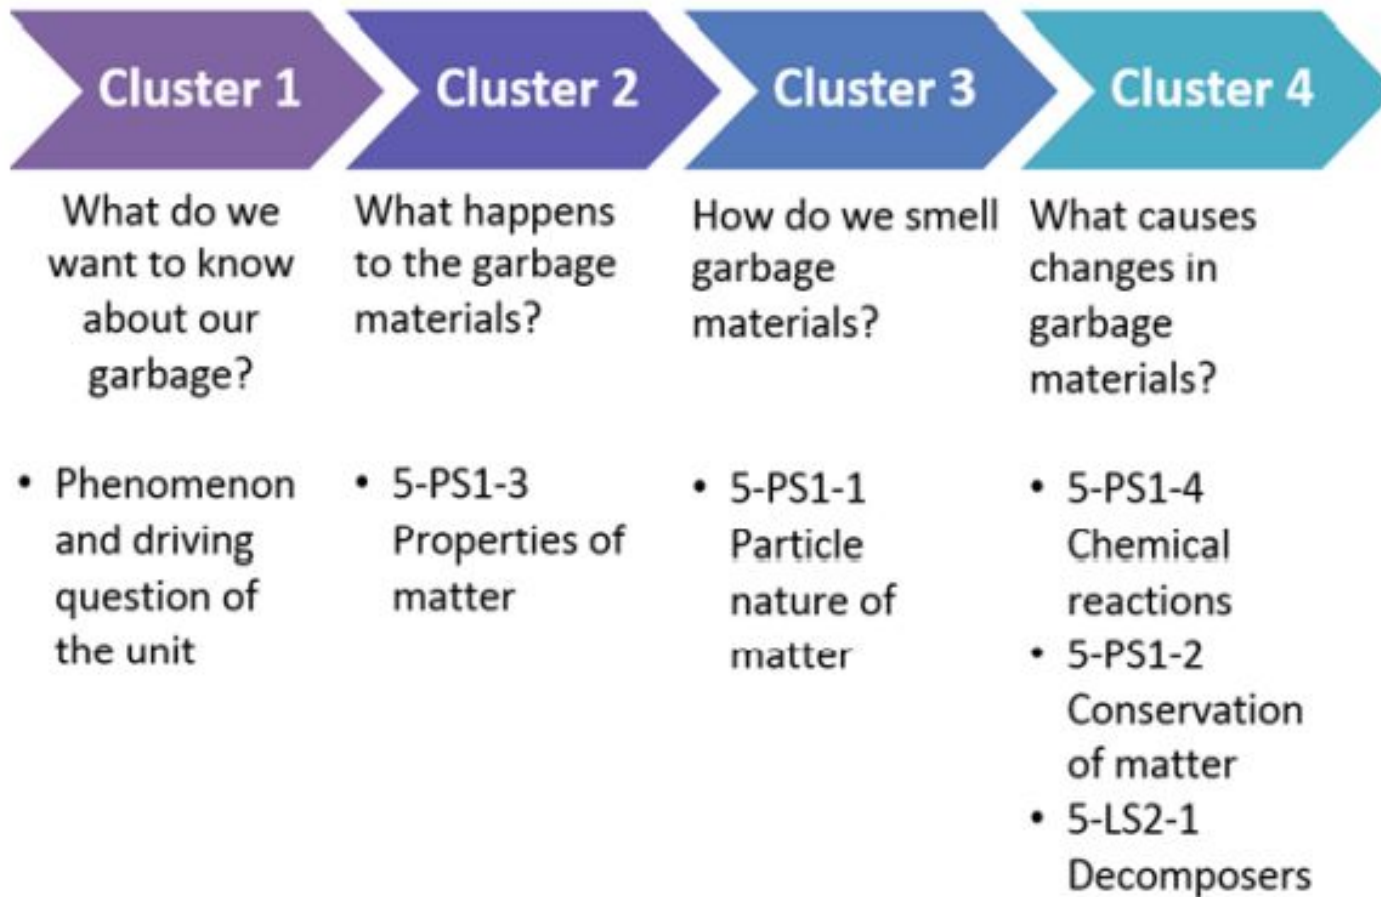 Cluster 1
What do we
want to know
about our
garbage?
• Phenomenon
and driving
question of
the unit
Cluster 2
What happens
to the garbage
materials?
• 5-PS1-3
Properties of
matter
Cluster 3
How do we smell
garbage
materials?
• 5-PS1-1
Particle
nature of
matter
Cluster 4
What causes
changes in
garbage
materials?
• 5-PS1-4
Chemical
reactions
• 5-PS1-2
Conservation
of matter
• 5-LS2-1
Decomposers